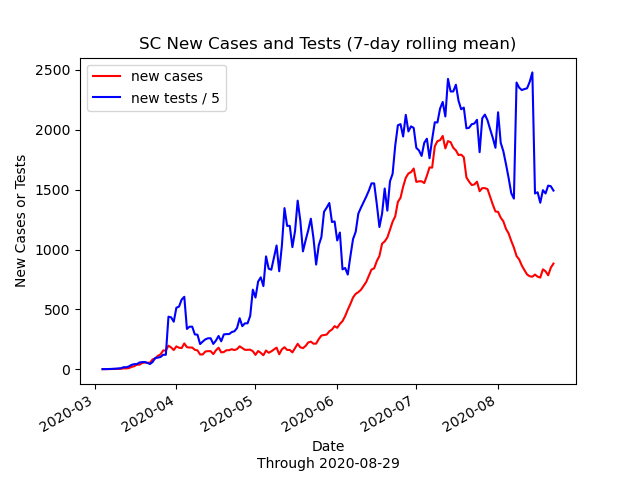 SC New Cases and Tests (7-day rolling mean)
new cases
new tests / 5
2500
2000
1500
1000
500
0
New Cases or Tests
2020-03
2020-04
2020-05
2020-06
2020-07
2020-08
Date
Through 2020-08-29